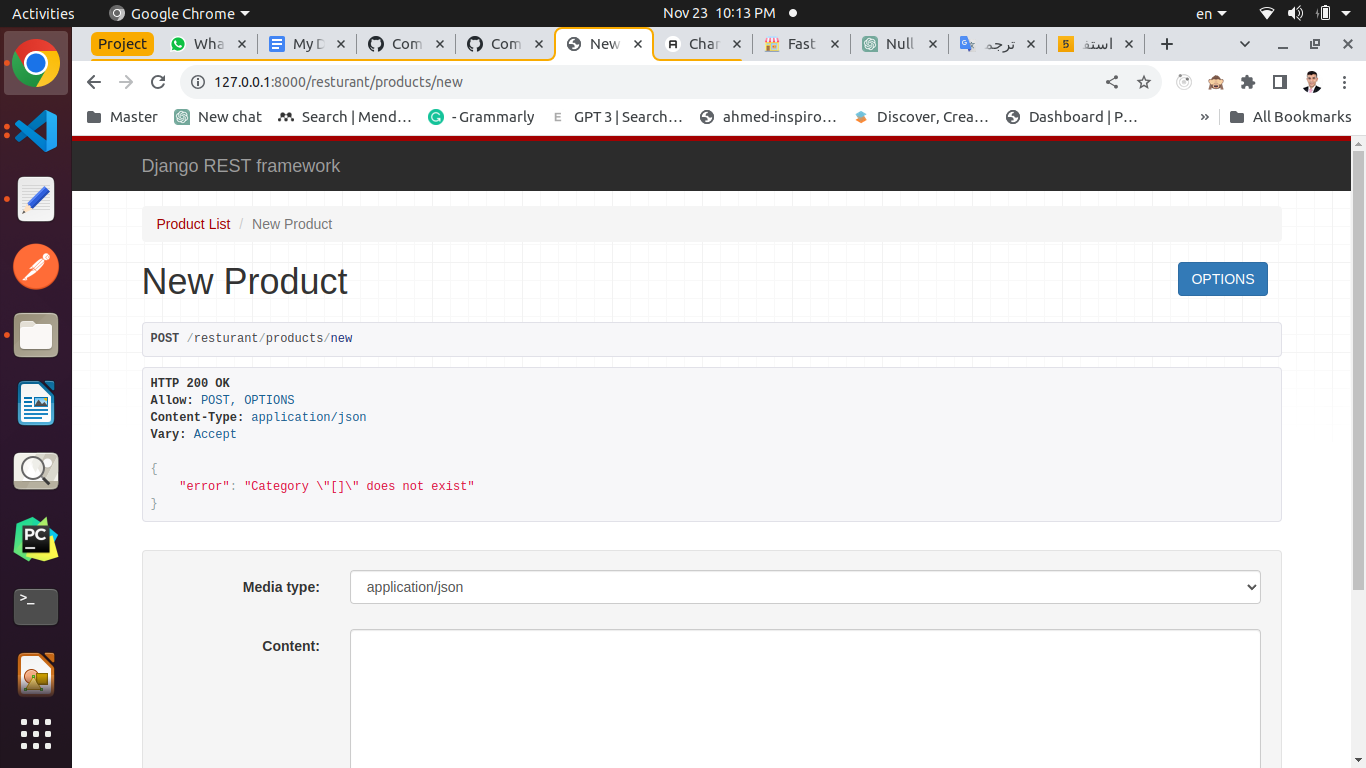 Activities Google Chrome Nov 23 10:13 PM en
Project Wha My D Com Com New Char Fast Null ترجمة استف
127.0.0.1:8000/resturant/products/new
Master New chat Search | Mend… - Grammarly E GPT 3 | Search… ahmed-inspiro… Discover, Crea… Dashboard | P… » All Bookmarks
Django REST framework
Product List / New Product
New Product
OPTIONS
POST /resturant/products/new
HTTP 200 OK
Allow: POST, OPTIONS
Content-Type: application/json
Vary: Accept
{
"error": "Category \"[]\" does not exist"
}
Media type: application/json
Content: